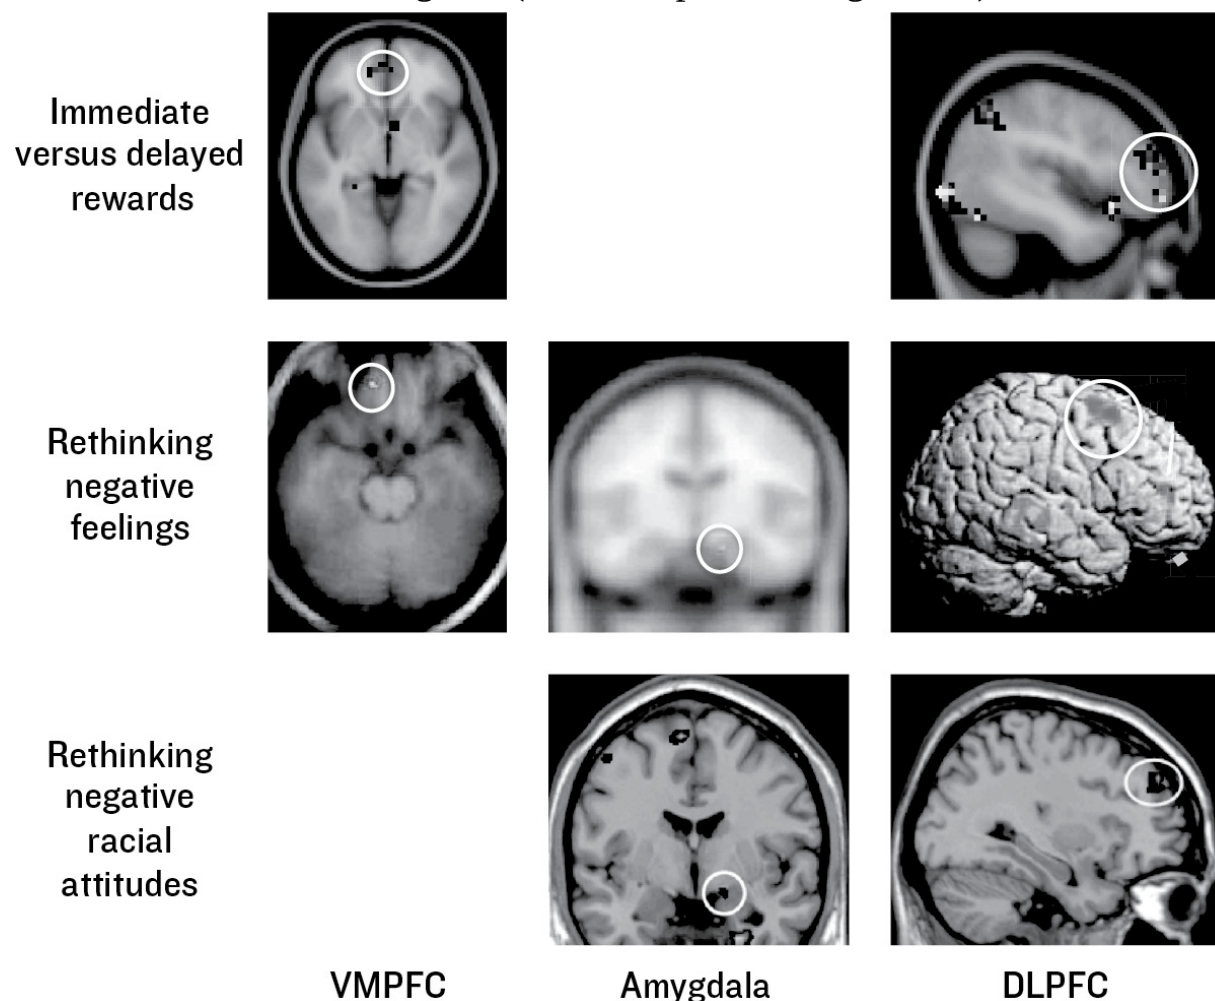 Immediate
versus delayed
rewards
Rethinking
negative
feelings
Rethinking
negative
racial
attitudes
VMPFC Amygdala DLPFC